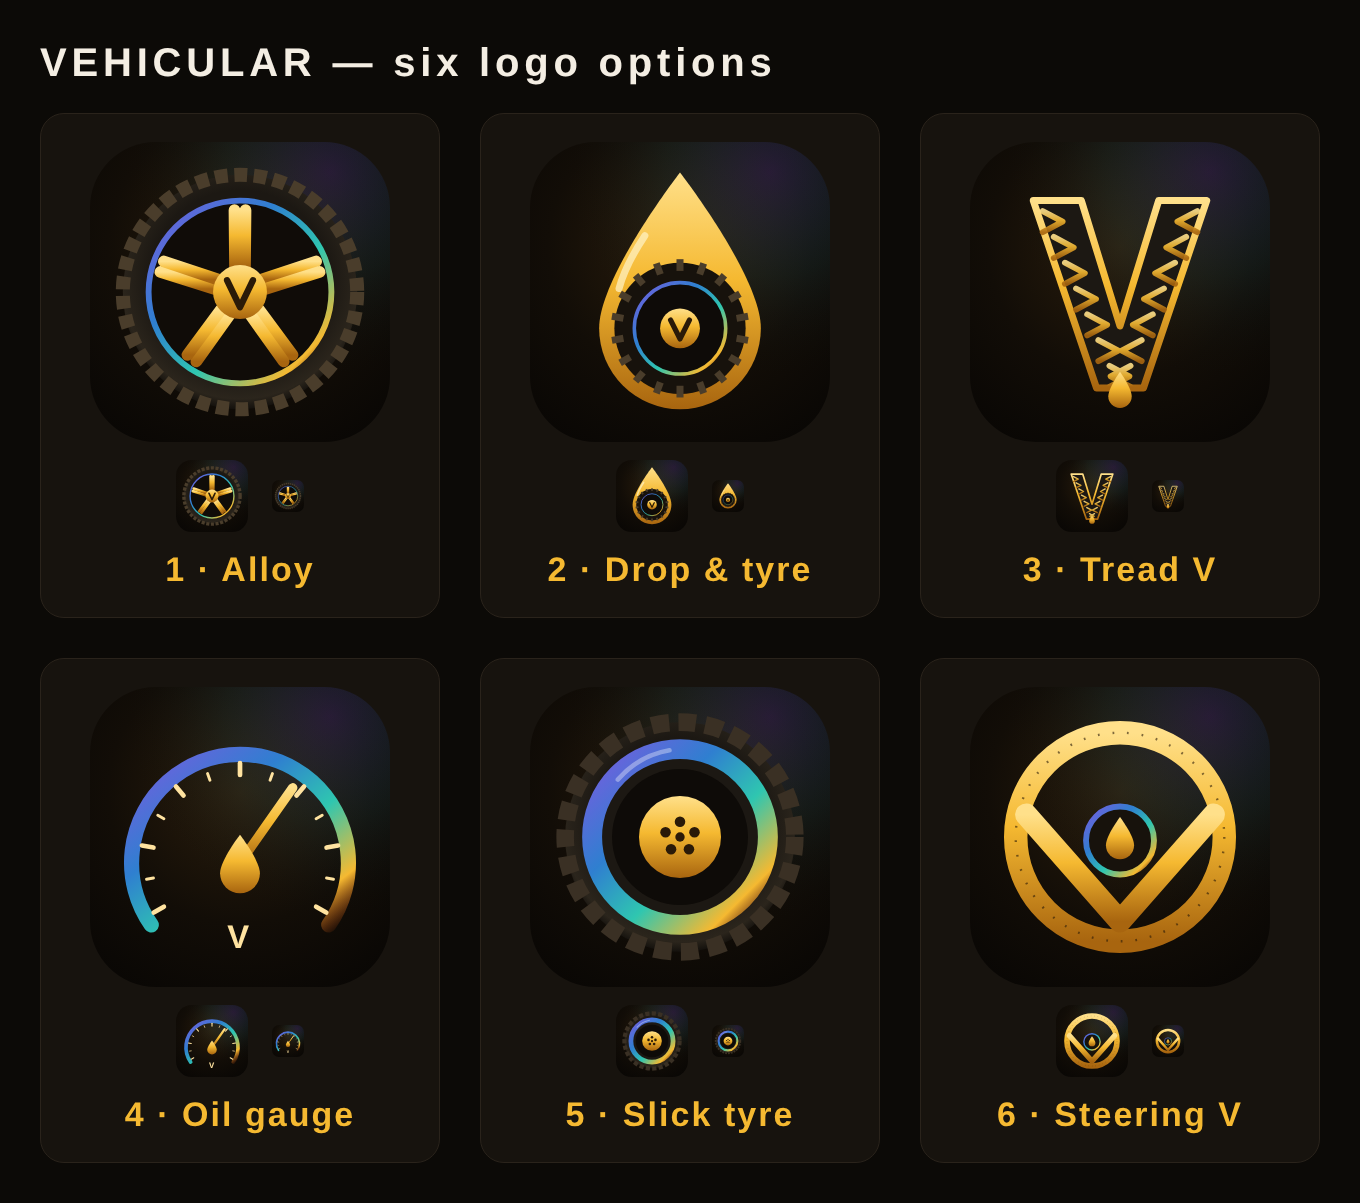 VEHICULAR — six logo options
V
V
1 · Alloy
2 · Drop & tyre
3 · Tread V
V
4 · Oil gauge
5 · Slick tyre
6 · Steering V